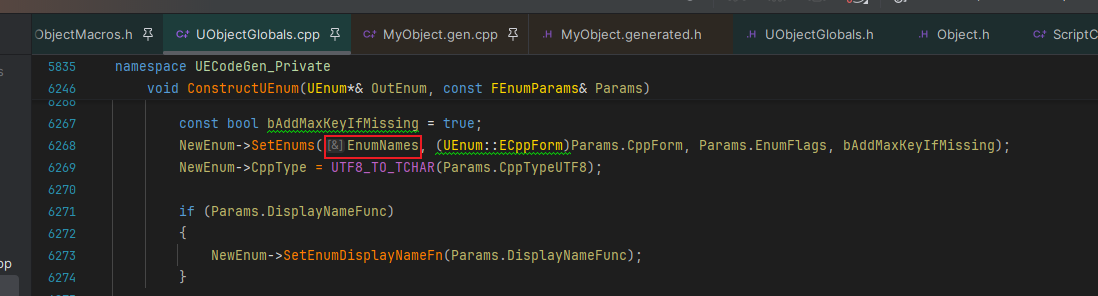 ObjectMacros.h UObjectGlobals.cpp MyObject.gen.cpp MyObject.generated.h UObjectGlobals.h Object.h ScriptC
5835 namespace UECodeGen_Private
6246 void ConstructUEnum(UEnum*& OutEnum, const FEnumParams& Params)
6266
6267 const bool bAddMaxKeyIfMissing = true;
6268 NewEnum->SetEnums([&]EnumNames, (UEnum::ECppForm)Params.CppForm, Params.EnumFlags, bAddMaxKeyIfMissing);
6269 NewEnum->CppType = UTF8_TO_TCHAR(Params.CppTypeUTF8);
6270
6271 if (Params.DisplayNameFunc)
6272 {
6273 NewEnum->SetEnumDisplayNameFn(Params.DisplayNameFunc);
6274 }